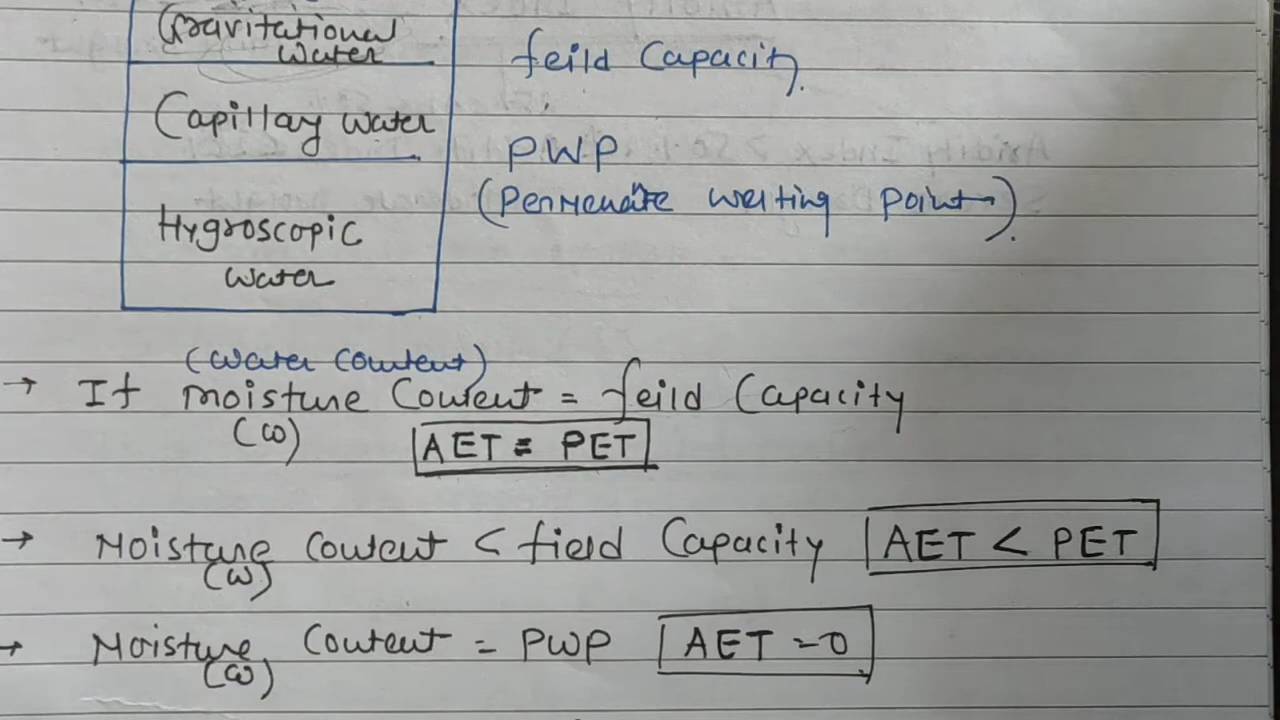 Gravitational
Water
feild Capacity.
Capillary Water
PWP
(Permenate welting Point)
Hygroscopic
Water
(Water Content)
→ If Moisture Content = feild Capacity
(ω)
AET = PET
→ Moisture Content < field Capacity AET < PET
(ω)
→ Moisture Content = PWP AET = 0
(ω)